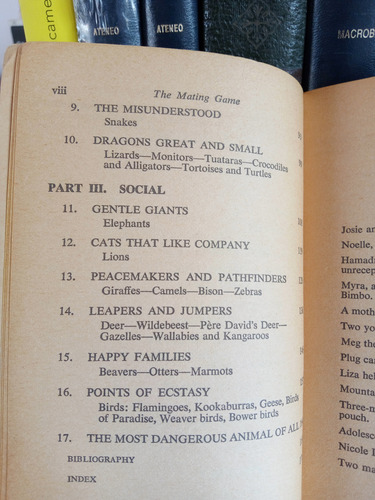 came
ATENEO
ATENEO
MACROB
viii The Mating Game
9. THE MISUNDERSTOOD
Snakes
10. DRAGONS GREAT AND SMALL
Lizards—Monitors—Tuataras—Crocodiles
and Alligators—Tortoises and Turtles
PART III. SOCIAL
11. GENTLE GIANTS
Elephants
12. CATS THAT LIKE COMPANY
Lions
13. PEACEMAKERS AND PATHFINDERS
Giraffes—Camels—Bison—Zebras
14. LEAPERS AND JUMPERS
Deer—Wildebeest—Père David's Deer—
Gazelles—Wallabies and Kangaroos
15. HAPPY FAMILIES
Beavers—Otters—Marmots
16. POINTS OF ECSTASY
Birds: Flamingoes, Kookaburras, Geese, Birds
of Paradise, Weaver birds, Bower birds
17. THE MOST DANGEROUS ANIMAL OF ALL
BIBLIOGRAPHY
INDEX
Josie an
Noelle,
Hamada
unrecep
Myra, a
Bimbo.
A moth
Two yo
Meg the
Plug car
Liza hel
Mounta
Three-m
pouch.
Adolesc
Nicole I
Two ma